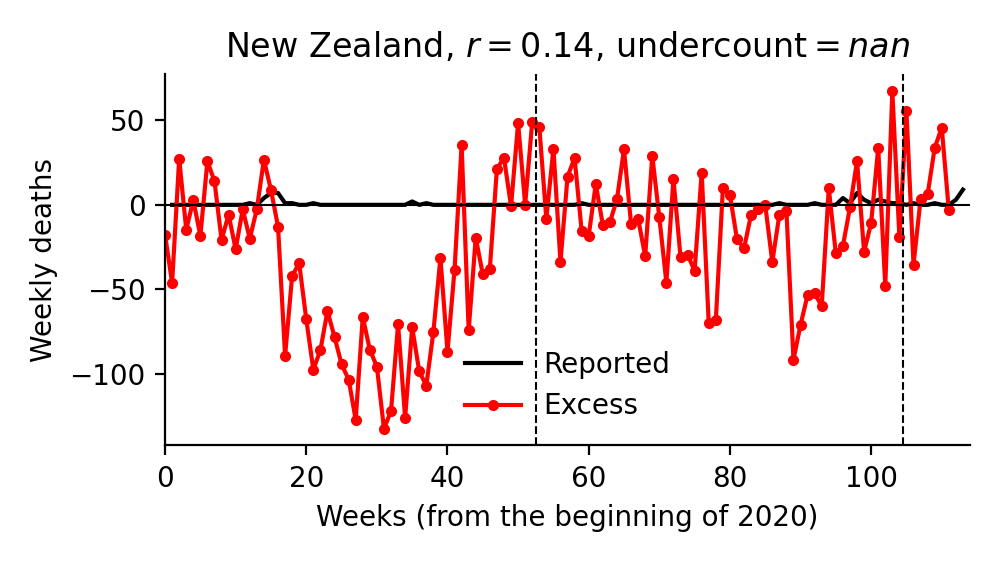 New Zealand, r = 0.14, undercount = nan
Weekly deaths
50
0
−50
−100
Reported
Excess
0 20 40 60 80 100
Weeks (from the beginning of 2020)